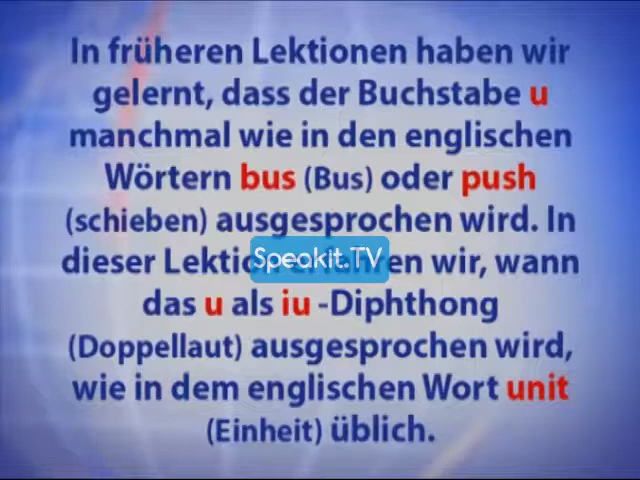 In früheren Lektionen haben wir
gelernt, dass der Buchstabe u
manchmal wie in den englischen
Wörtern bus (Bus) oder push
(schieben) ausgesprochen wird. In
dieser Lektion erfahren wir, wann
Speakit.TV
das u als iu -Diphthong
(Doppellaut) ausgesprochen wird,
wie in dem englischen Wort unit
(Einheit) üblich.